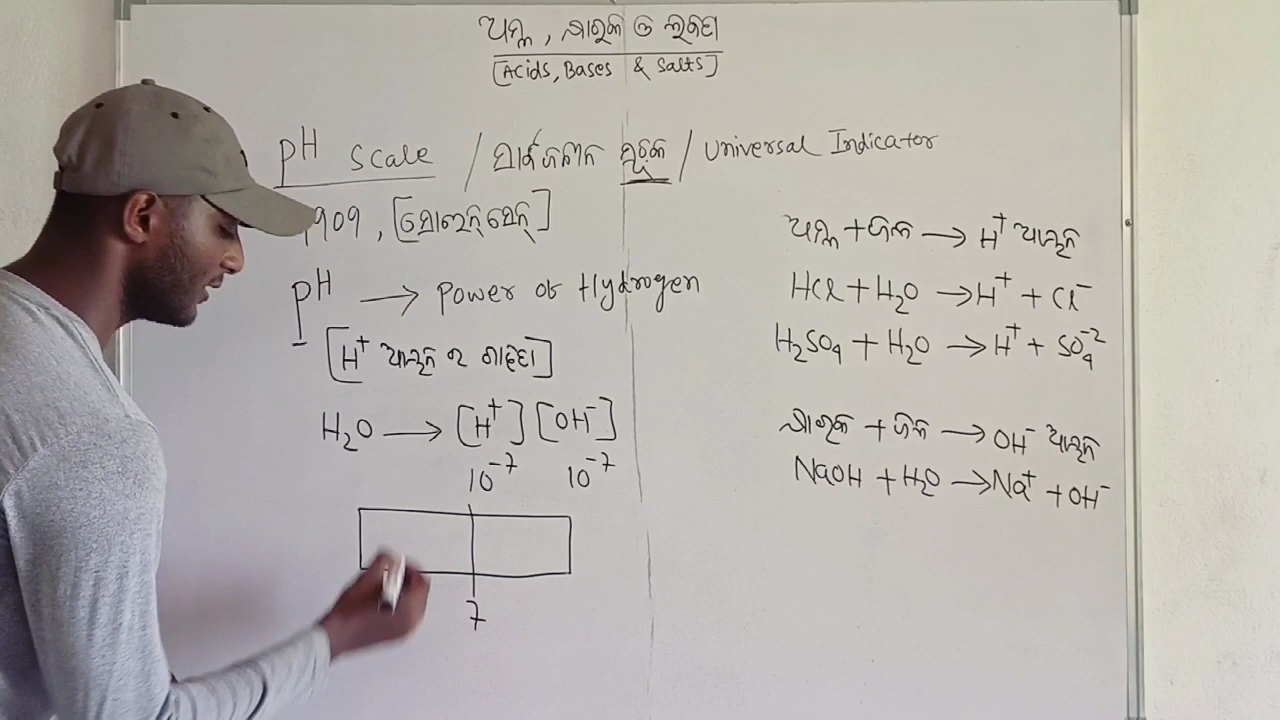 ଅମ୍ଳ, କ୍ଷାରକ ଓ ଲବଣ
[Acids, Bases & Salts]
pH Scale / ସାର୍ବଜନୀନ ସୂଚକ / Universal Indicator
1909, [ସୋରେନ୍ ସେନ୍]
pH → Power of Hydrogen
[H⁺ ଆୟନ ର ଗାଢ଼ତା]
H₂O → [H⁺] [OH⁻]
10⁻⁷ 10⁻⁷
7
ଅମ୍ଳ + ଜଳ → H⁺ ଆୟନ
HCl + H₂O → H⁺ + Cl⁻
H₂SO₄ + H₂O → H⁺ + SO₄⁻²
କ୍ଷାରକ + ଜଳ → OH⁻ ଆୟନ
NaOH + H₂O → Na⁺ + OH⁻